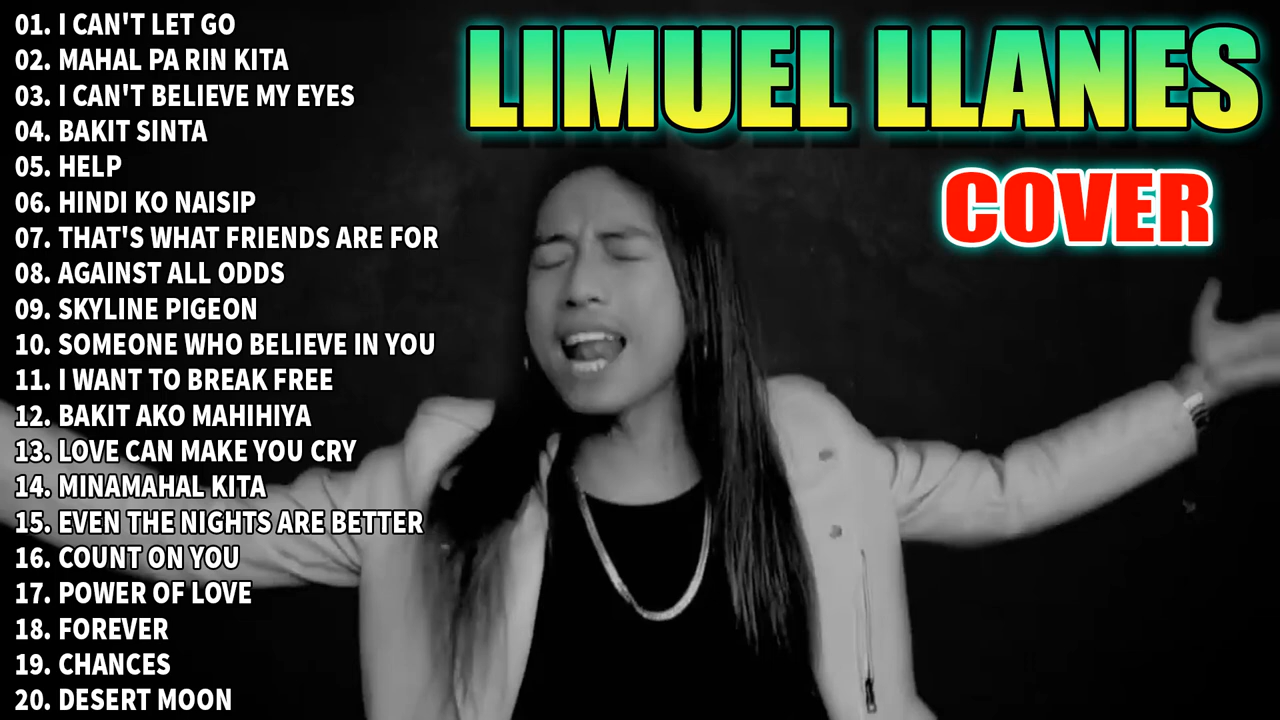 01. I CAN'T LET GO
02. MAHAL PA RIN KITA
03. I CAN'T BELIEVE MY EYES
04. BAKIT SINTA
05. HELP
06. HINDI KO NAISIP
07. THAT'S WHAT FRIENDS ARE FOR
08. AGAINST ALL ODDS
09. SKYLINE PIGEON
10. SOMEONE WHO BELIEVE IN YOU
11. I WANT TO BREAK FREE
12. BAKIT AKO MAHIHIYA
13. LOVE CAN MAKE YOU CRY
14. MINAMAHAL KITA
15. EVEN THE NIGHTS ARE BETTER
16. COUNT ON YOU
17. POWER OF LOVE
18. FOREVER
19. CHANCES
20. DESERT MOON
LIMUEL LLANES
COVER